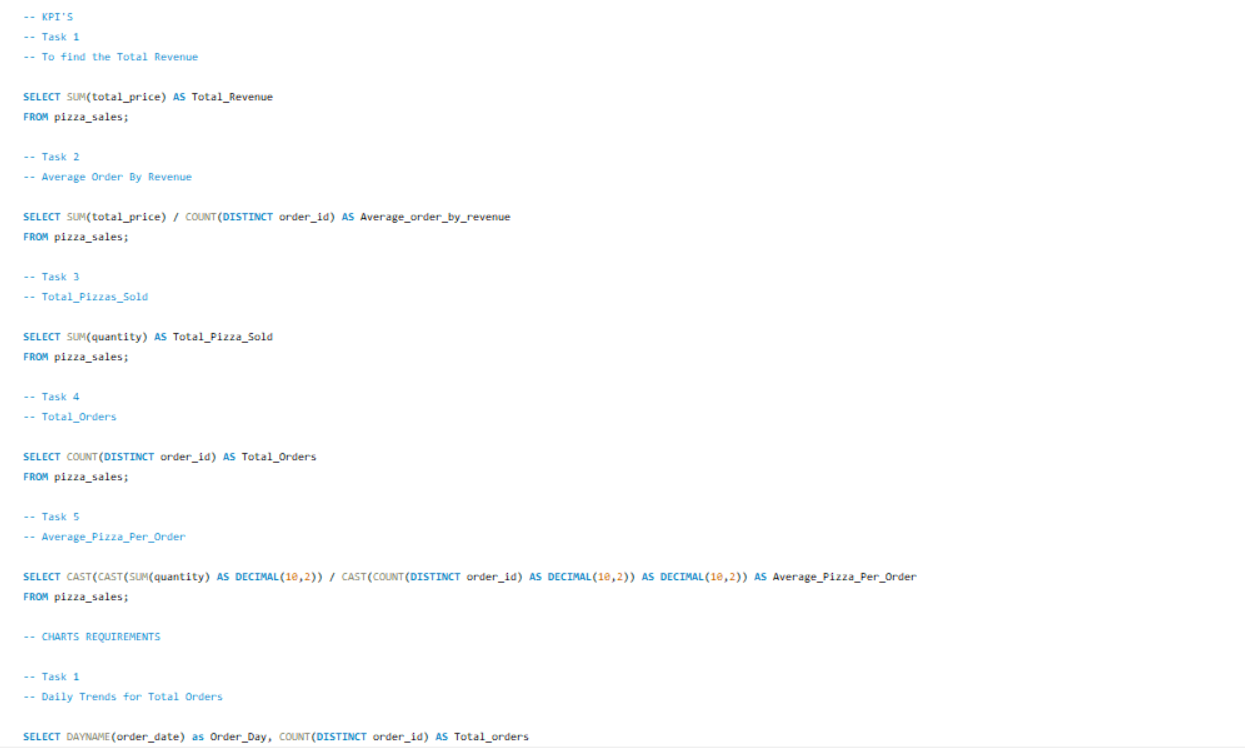 -- KPI'S
-- Task 1
-- To find the Total Revenue
SELECT SUM(total_price) AS Total_Revenue
FROM pizza_sales;
-- Task 2
-- Average Order By Revenue
SELECT SUM(total_price) / COUNT(DISTINCT order_id) AS Average_order_by_revenue
FROM pizza_sales;
-- Task 3
-- Total_Pizzas_Sold
SELECT SUM(quantity) AS Total_Pizza_Sold
FROM pizza_sales;
-- Task 4
-- Total_Orders
SELECT COUNT(DISTINCT order_id) AS Total_Orders
FROM pizza_sales;
-- Task 5
-- Average_Pizza_Per_Order
SELECT CAST(CAST(SUM(quantity) AS DECIMAL(10,2)) / CAST(COUNT(DISTINCT order_id) AS DECIMAL(10,2)) AS DECIMAL(10,2)) AS Average_Pizza_Per_Order
FROM pizza_sales;
-- CHARTS REQUIREMENTS
-- Task 1
-- Daily Trends for Total Orders
SELECT DAYNAME(order_date) as Order_Day, COUNT(DISTINCT order_id) AS Total_orders